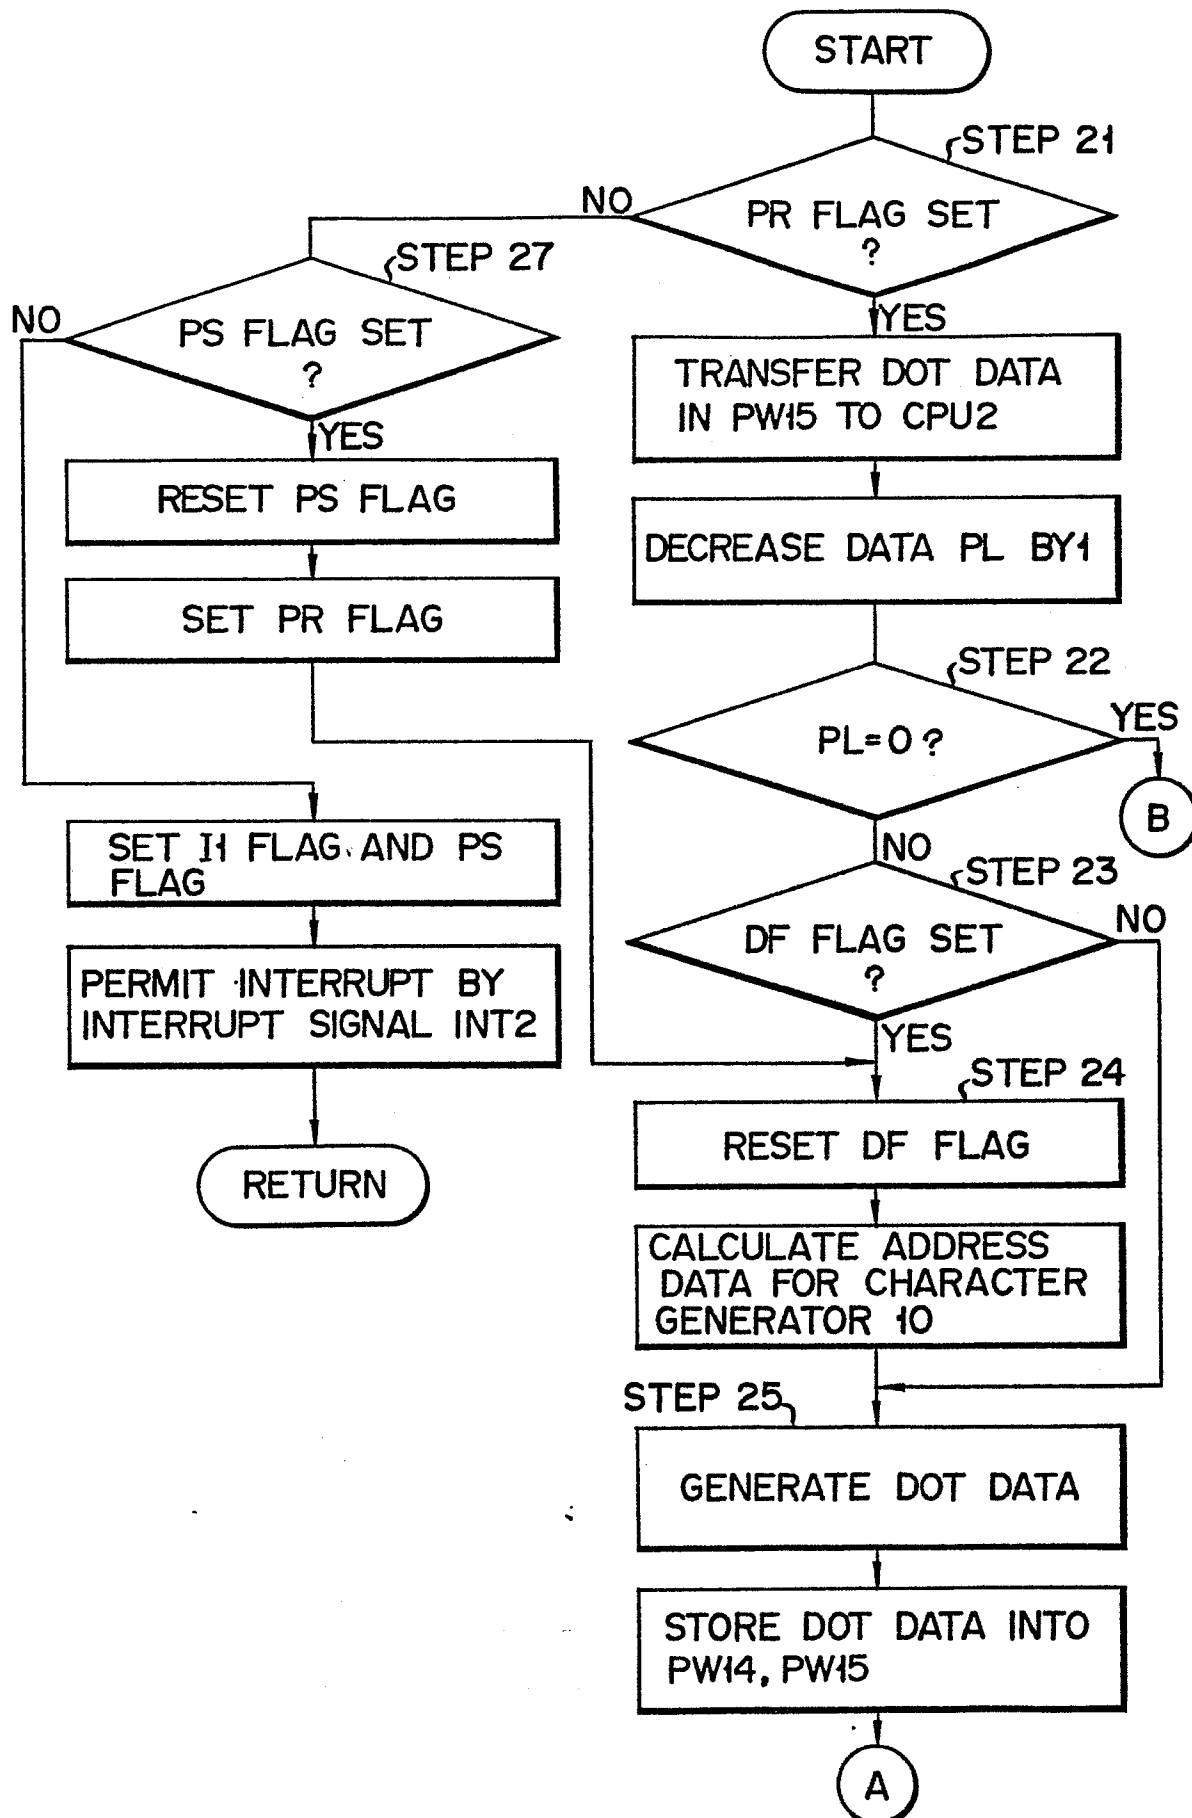 START
STEP 21
NO
PR FLAG SET
?
YES
STEP 27
NO
PS FLAG SET
?
YES
TRANSFER DOT DATA
IN PW15 TO CPU2
RESET PS FLAG
DECREASE DATA PL BY1
SET PR FLAG
STEP 22
PL=0?
YES
B
NO
SET I1 FLAG AND PS
FLAG
STEP 23
DF FLAG SET
?
NO
YES
PERMIT INTERRUPT BY
INTERRUPT SIGNAL INT2
STEP 24
RESET DF FLAG
RETURN
CALCULATE ADDRESS
DATA FOR CHARACTER
GENERATOR 10
STEP 25
GENERATE DOT DATA
STORE DOT DATA INTO
PW14, PW15
A